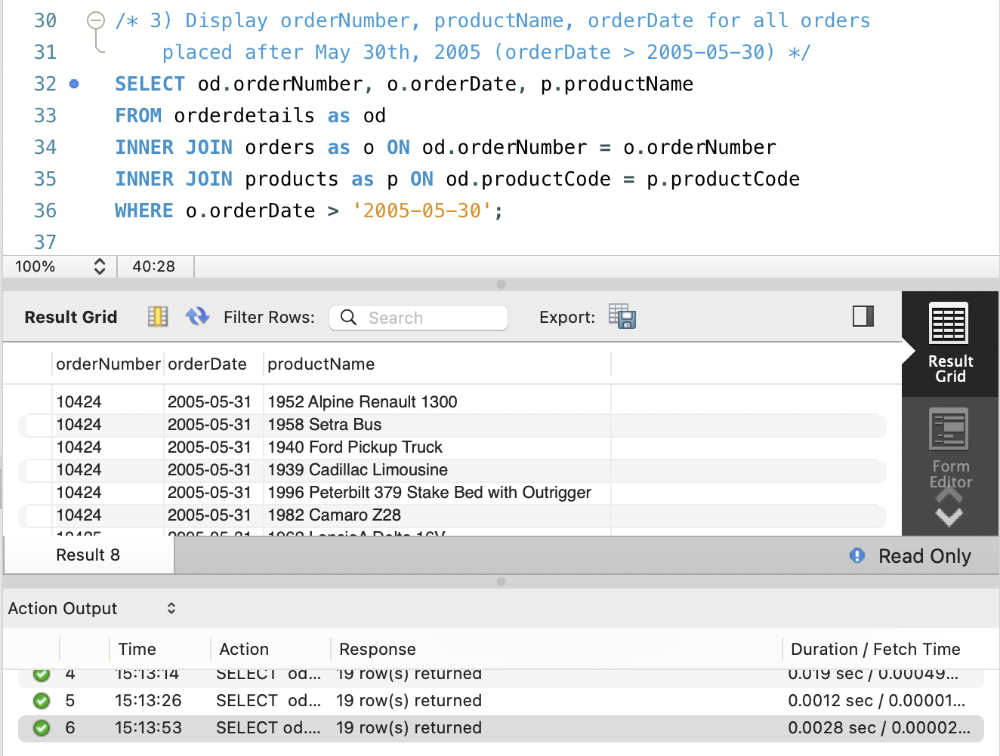 30 /* 3) Display orderNumber, productName, orderDate for all orders
31 placed after May 30th, 2005 (orderDate > 2005-05-30) */
32 SELECT od.orderNumber, o.orderDate, p.productName
33 FROM orderdetails as od
34 INNER JOIN orders as o ON od.orderNumber = o.orderNumber
35 INNER JOIN products as p ON od.productCode = p.productCode
36 WHERE o.orderDate > '2005-05-30';
37
100% 40:28
Result Grid Filter Rows: Search Export:
Result
Grid
orderNumber orderDate productName
10424 2005-05-31 1952 Alpine Renault 1300
10424 2005-05-31 1958 Setra Bus
10424 2005-05-31 1940 Ford Pickup Truck
10424 2005-05-31 1939 Cadillac Limousine
10424 2005-05-31 1996 Peterbilt 379 Stake Bed with Outrigger
10424 2005-05-31 1982 Camaro Z28
10425 2005-05-31 1962 LanciaA Delta 16V
Form
Editor
Result 8 Read Only
Action Output
Time Action Response Duration / Fetch Time
4 15:13:14 SELECT od... 19 row(s) returned 0.019 sec / 0.00049...
5 15:13:26 SELECT od... 19 row(s) returned 0.0012 sec / 0.00001...
6 15:13:53 SELECT od.... 19 row(s) returned 0.0028 sec / 0.00002...